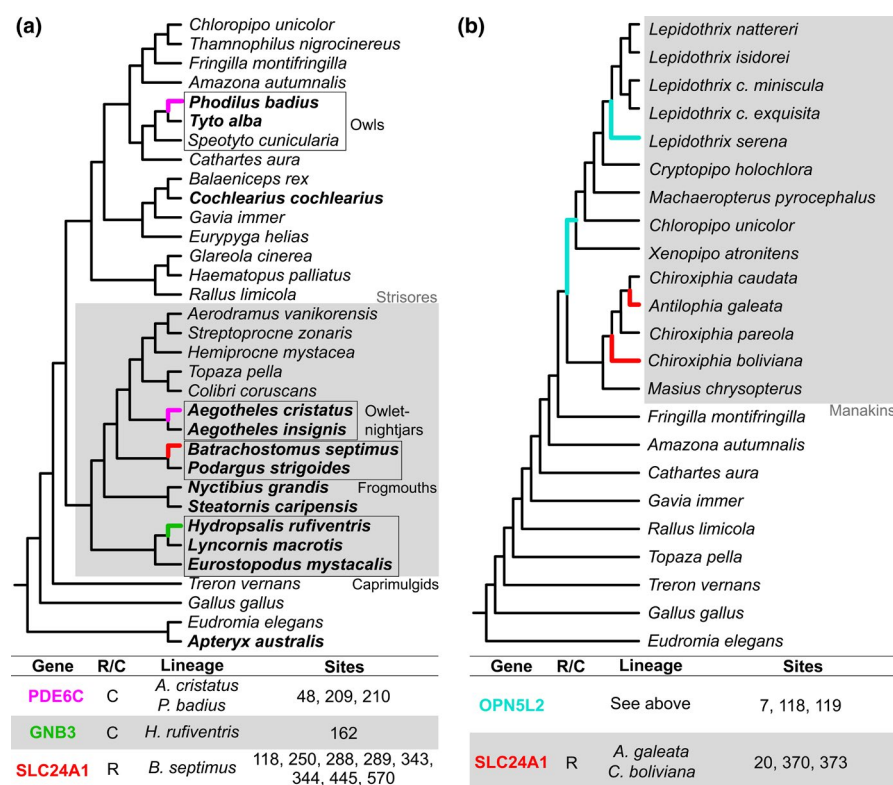 (a)
Chloropipo unicolor
Thamnophilus nigrocinereus
Fringilla montifringilla
Amazona autumnalis
Phodilus badius
Tyto alba
Owls
Speotyto cunicularia
Cathartes aura
Balaeniceps rex
Cochlearius cochlearius
Gavia immer
Eurypyga helias
Glareola cinerea
Haematopus palliatus
Rallus limicola
Strisores
Aerodramus vanikorensis
Streptoprocne zonaris
Hemiprocne mystacea
Topaza pella
Colibri coruscans
Aegotheles cristatus
Owlet-
Aegotheles insignis
nightjars
Batrachostomus septimus
Podargus strigoides
Nyctibius grandis
Frogmouths
Steatornis caripensis
Hydropsalis rufiventris
Lyncornis macrotis
Eurostopodus mystacalis
Treron vernans
Caprimulgids
Gallus gallus
Eudromia elegans
Apteryx australis
Gene R/C Lineage Sites
PDE6C C A. cristatus 48, 209, 210
P. badius
GNB3 C H. rufiventris 162
SLC24A1 R B. septimus 118, 250, 288, 289, 343,
344, 445, 570
(b)
Lepidothrix nattereri
Lepidothrix isidorei
Lepidothrix c. miniscula
Lepidothrix c. exquisita
Lepidothrix serena
Cryptopipo holochlora
Machaeropterus pyrocephalus
Chloropipo unicolor
Xenopipo atronitens
Chiroxiphia caudata
Antilophia galeata
Chiroxiphia pareola
Chiroxiphia boliviana
Masius chrysopterus
Manakins
Fringilla montifringilla
Amazona autumnalis
Cathartes aura
Gavia immer
Rallus limicola
Topaza pella
Treron vernans
Gallus gallus
Eudromia elegans
Gene R/C Lineage Sites
OPN5L2 See above 7, 118, 119
SLC24A1 R A. galeata 20, 370, 373
C. boliviana